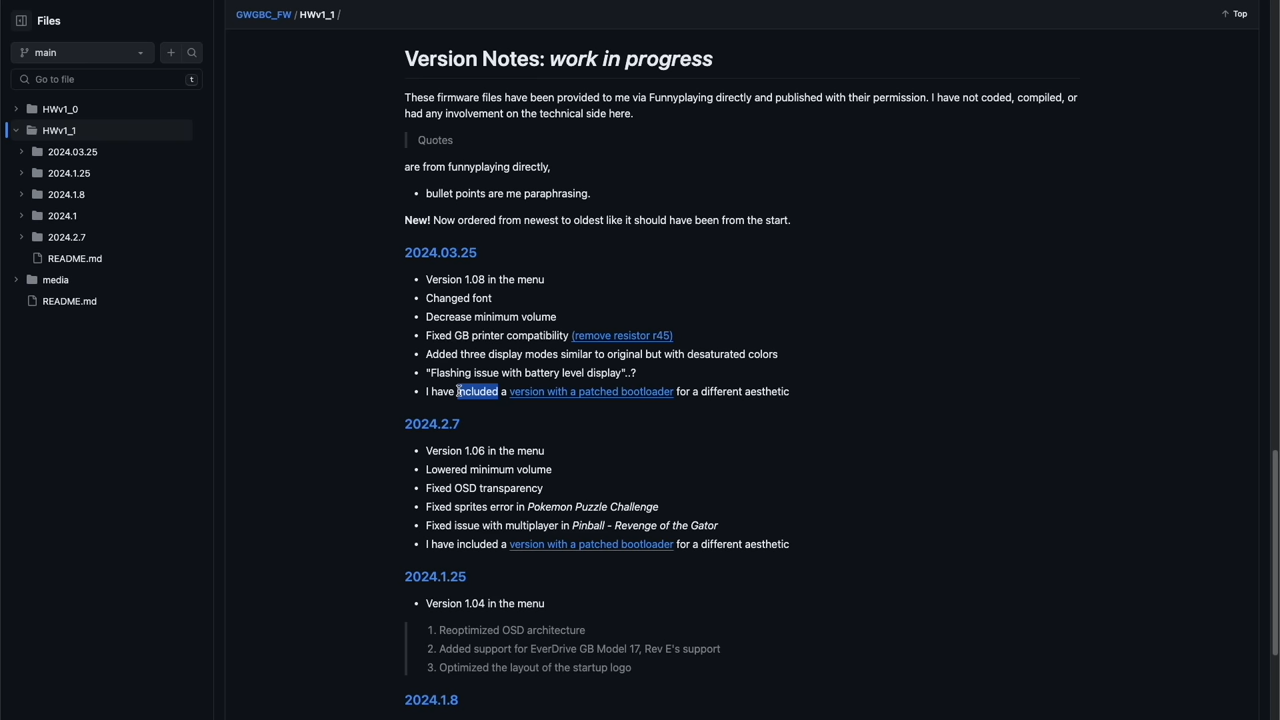 Files
GWGBC_FW / HWv1_1 /
Top
main
Go to file
t
HWv1_0
HWv1_1
2024.03.25
2024.1.25
2024.1.8
2024.1
2024.2.7
README.md
media
README.md
Version Notes: work in progress
These firmware files have been provided to me via Funnyplaying directly and published with their permission. I have not coded, compiled, or
had any involvement on the technical side here.
Quotes
are from funnyplaying directly,
• bullet points are me paraphrasing.
New! Now ordered from newest to oldest like it should have been from the start.
2024.03.25
• Version 1.08 in the menu
• Changed font
• Decrease minimum volume
• Fixed GB printer compatibility (remove resistor r45)
• Added three display modes similar to original but with desaturated colors
• "Flashing issue with battery level display"..?
• I have included a version with a patched bootloader for a different aesthetic
2024.2.7
• Version 1.06 in the menu
• Lowered minimum volume
• Fixed OSD transparency
• Fixed sprites error in Pokemon Puzzle Challenge
• Fixed issue with multiplayer in Pinball - Revenge of the Gator
• I have included a version with a patched bootloader for a different aesthetic
2024.1.25
• Version 1.04 in the menu
1. Reoptimized OSD architecture
2. Added support for EverDrive GB Model 17, Rev E's support
3. Optimized the layout of the startup logo
2024.1.8